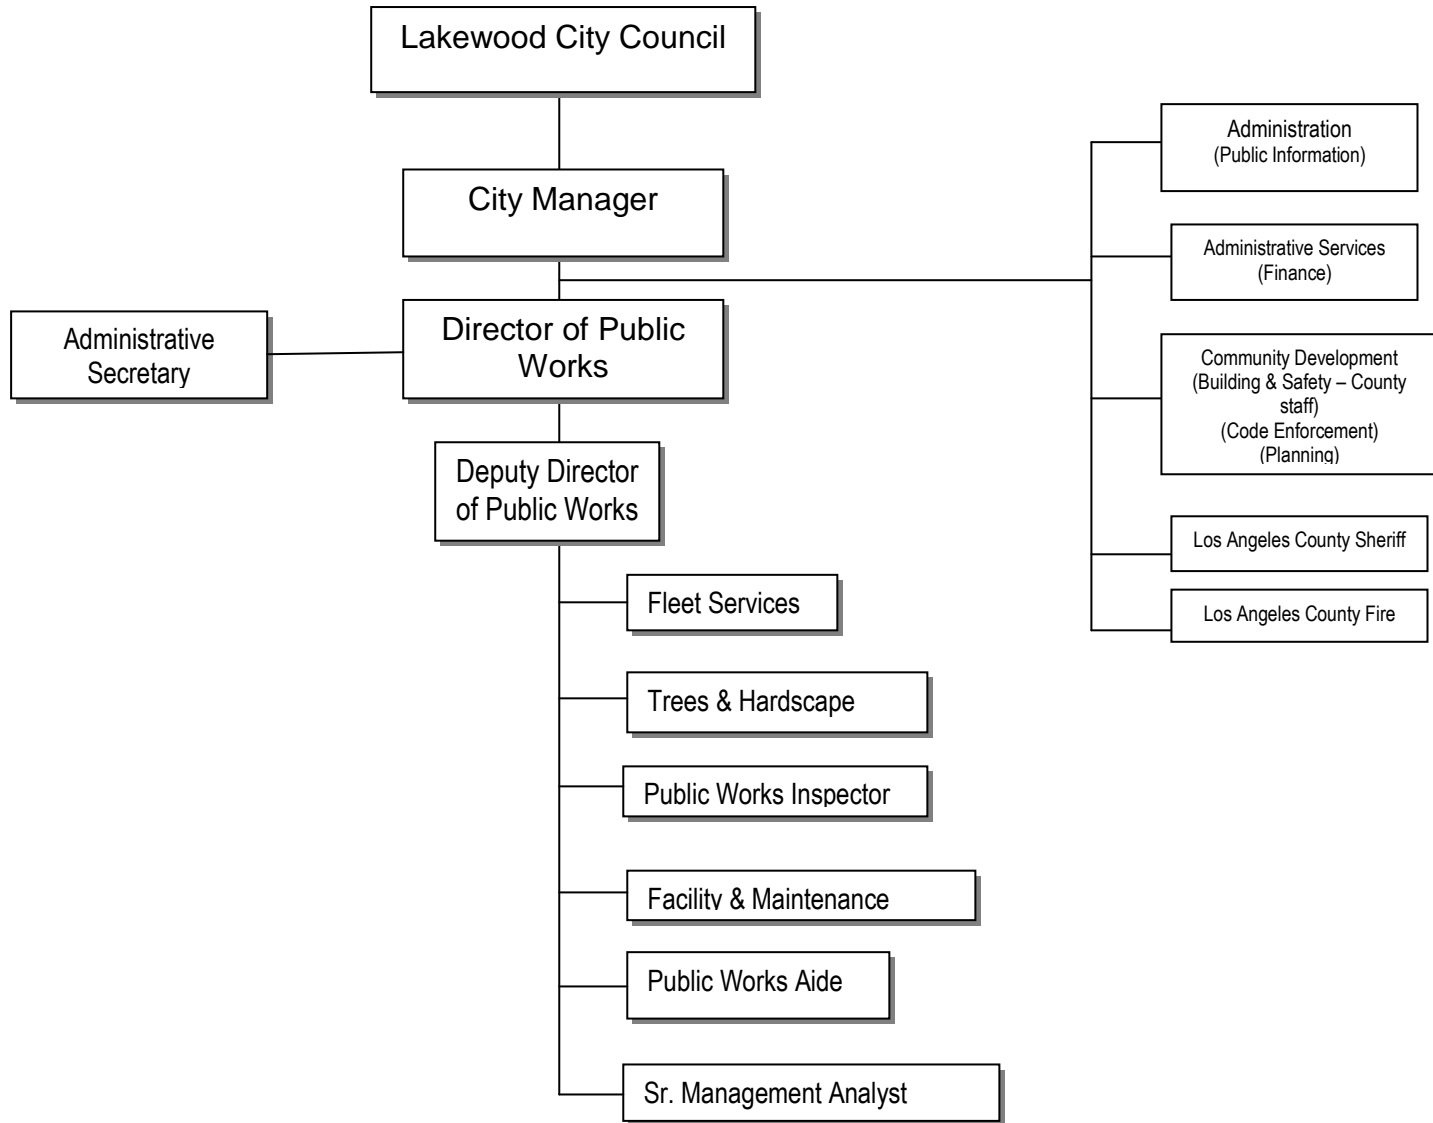 Lakewood City Council
City Manager
Director of Public
Works
Administrative
Secretary
Deputy Director
of Public Works
Fleet Services
Trees & Hardscape
Public Works Inspector
Facility & Maintenance
Public Works Aide
Sr. Management Analyst
Administration
(Public Information)
Administrative Services
(Finance)
Community Development
(Building & Safety – County
staff)
(Code Enforcement)
(Planning)
Los Angeles County Sheriff
Los Angeles County Fire